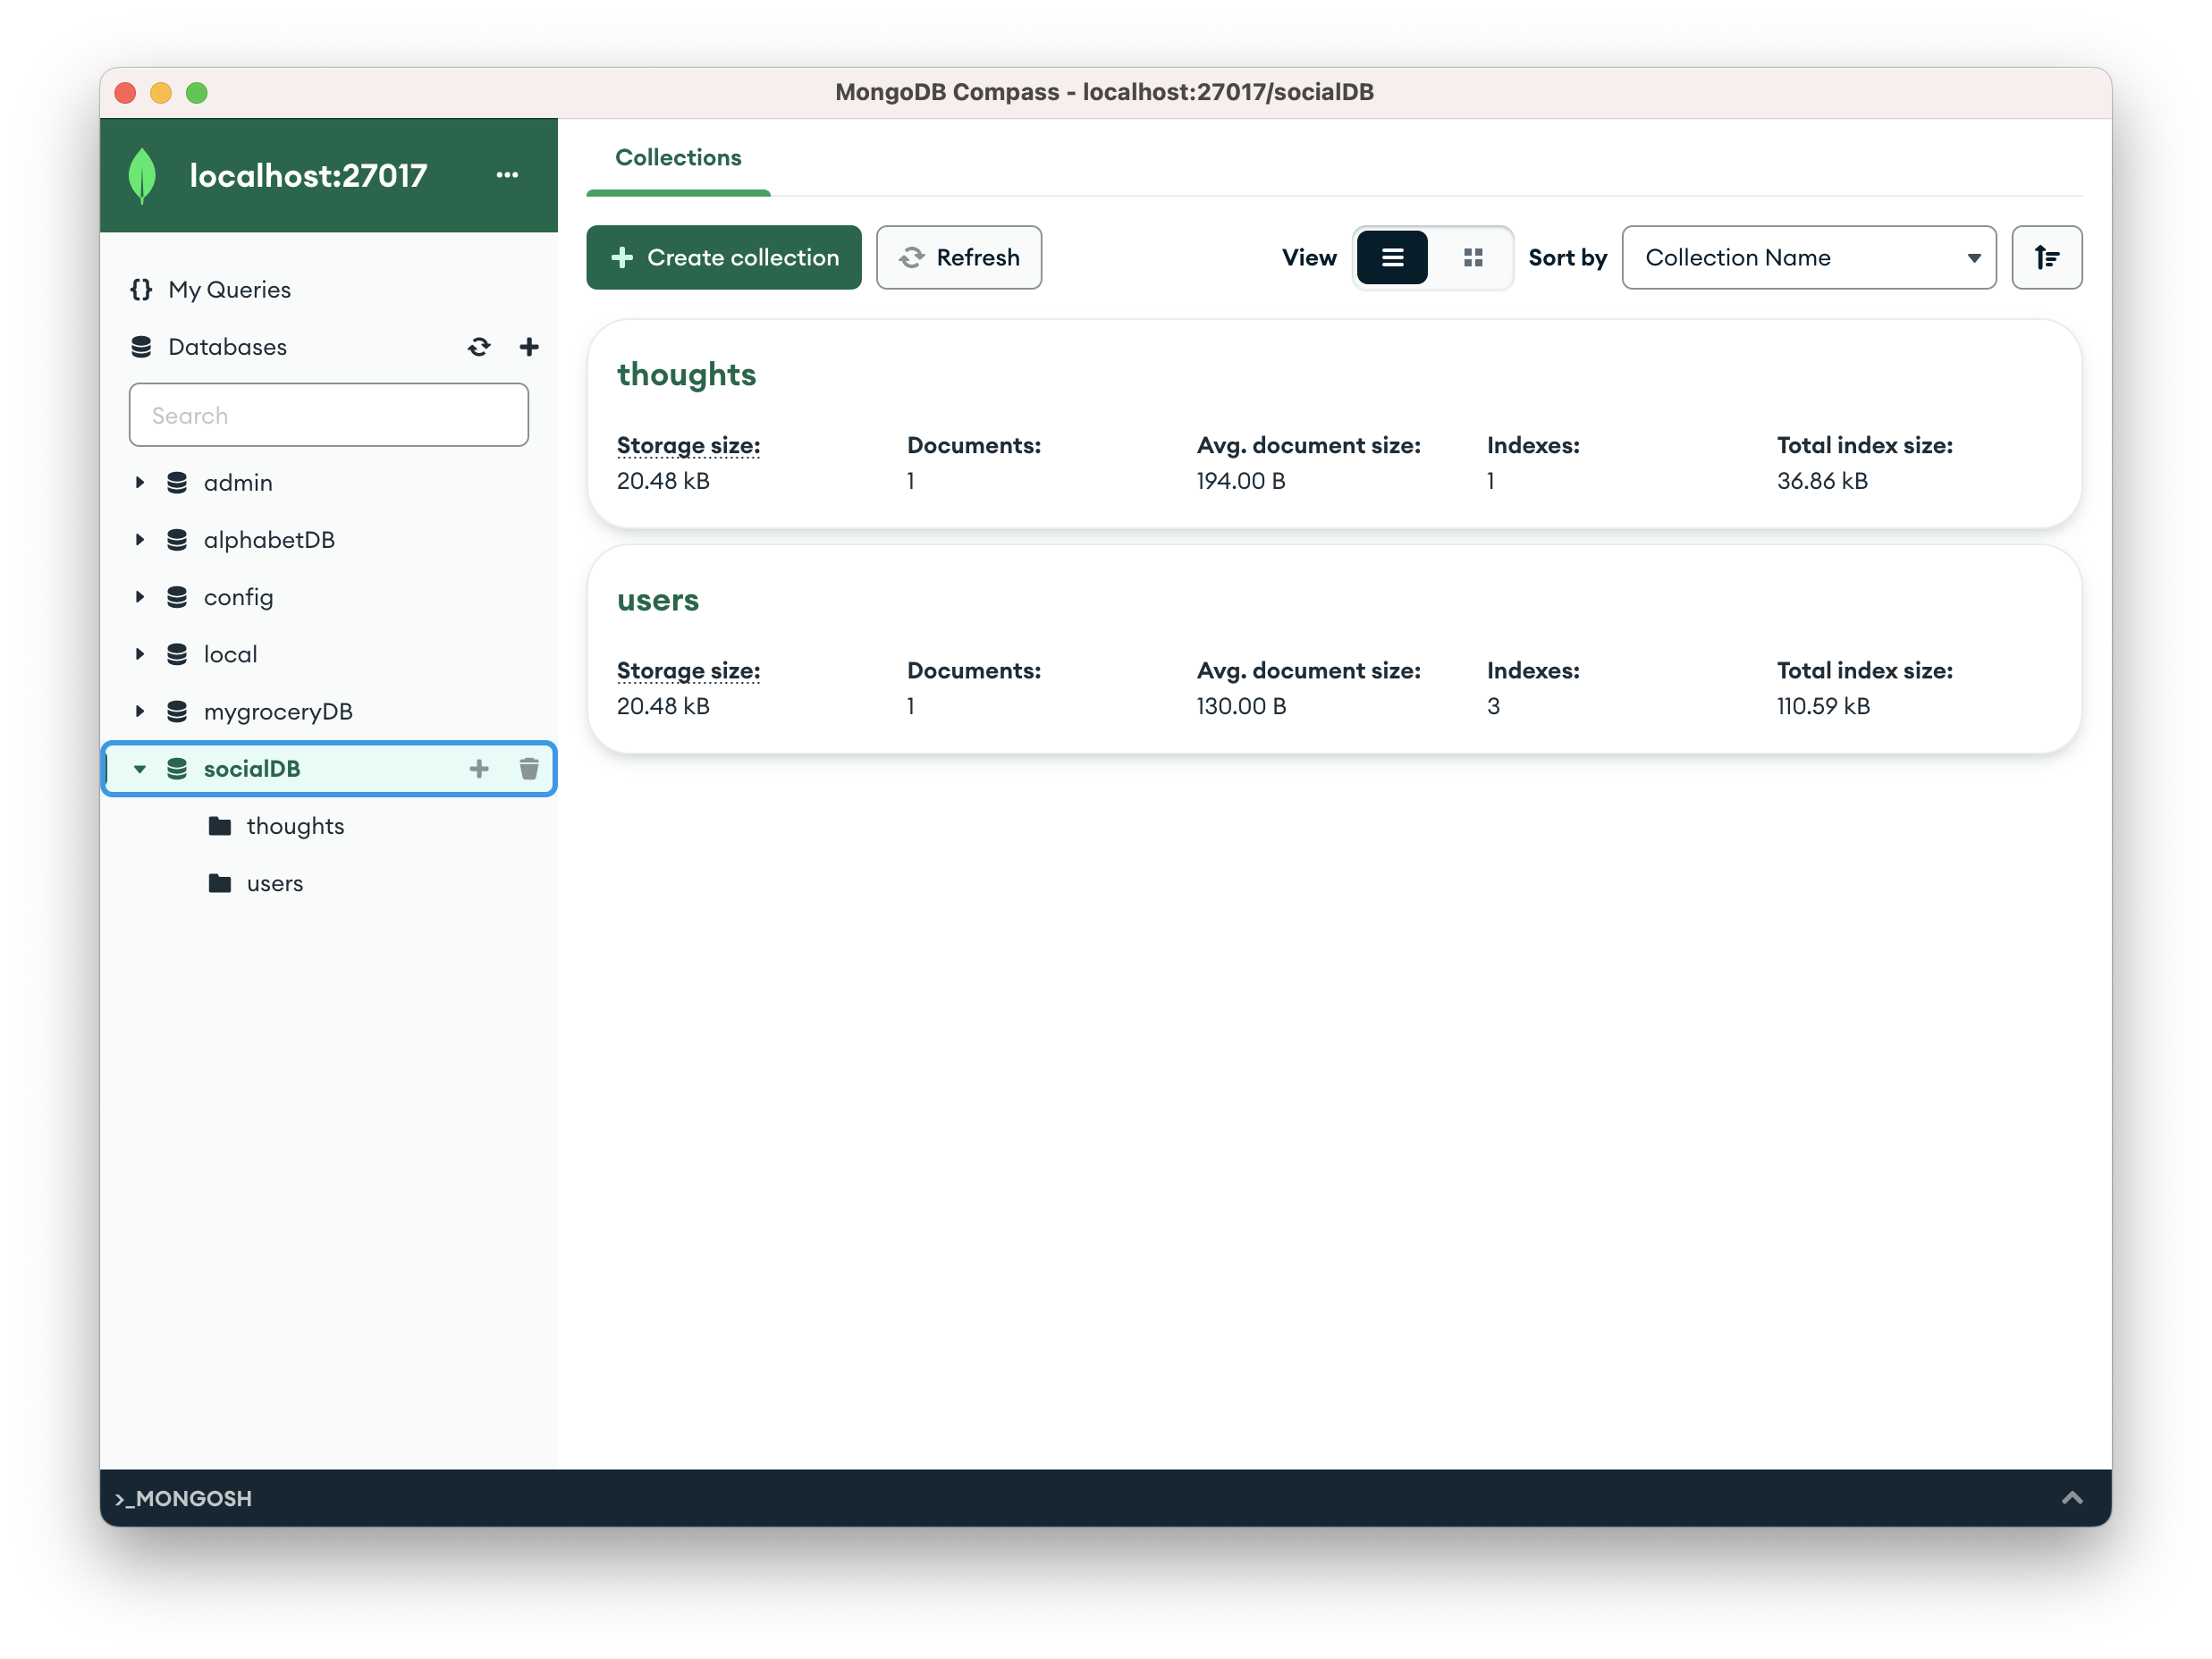 MongoDB Compass - localhost:27017/socialDB
localhost:27017
My Queries
Databases
Search
admin
alphabetDB
config
local
mygroceryDB
socialDB
thoughts
users
Collections
Create collection
Refresh
View
Sort by
Collection Name
thoughts
Storage size: Documents: Avg. document size: Indexes: Total index size:
20.48 kB 1 194.00 B 1 36.86 kB
users
Storage size: Documents: Avg. document size: Indexes: Total index size:
20.48 kB 1 130.00 B 3 110.59 kB
>_MONGOSH